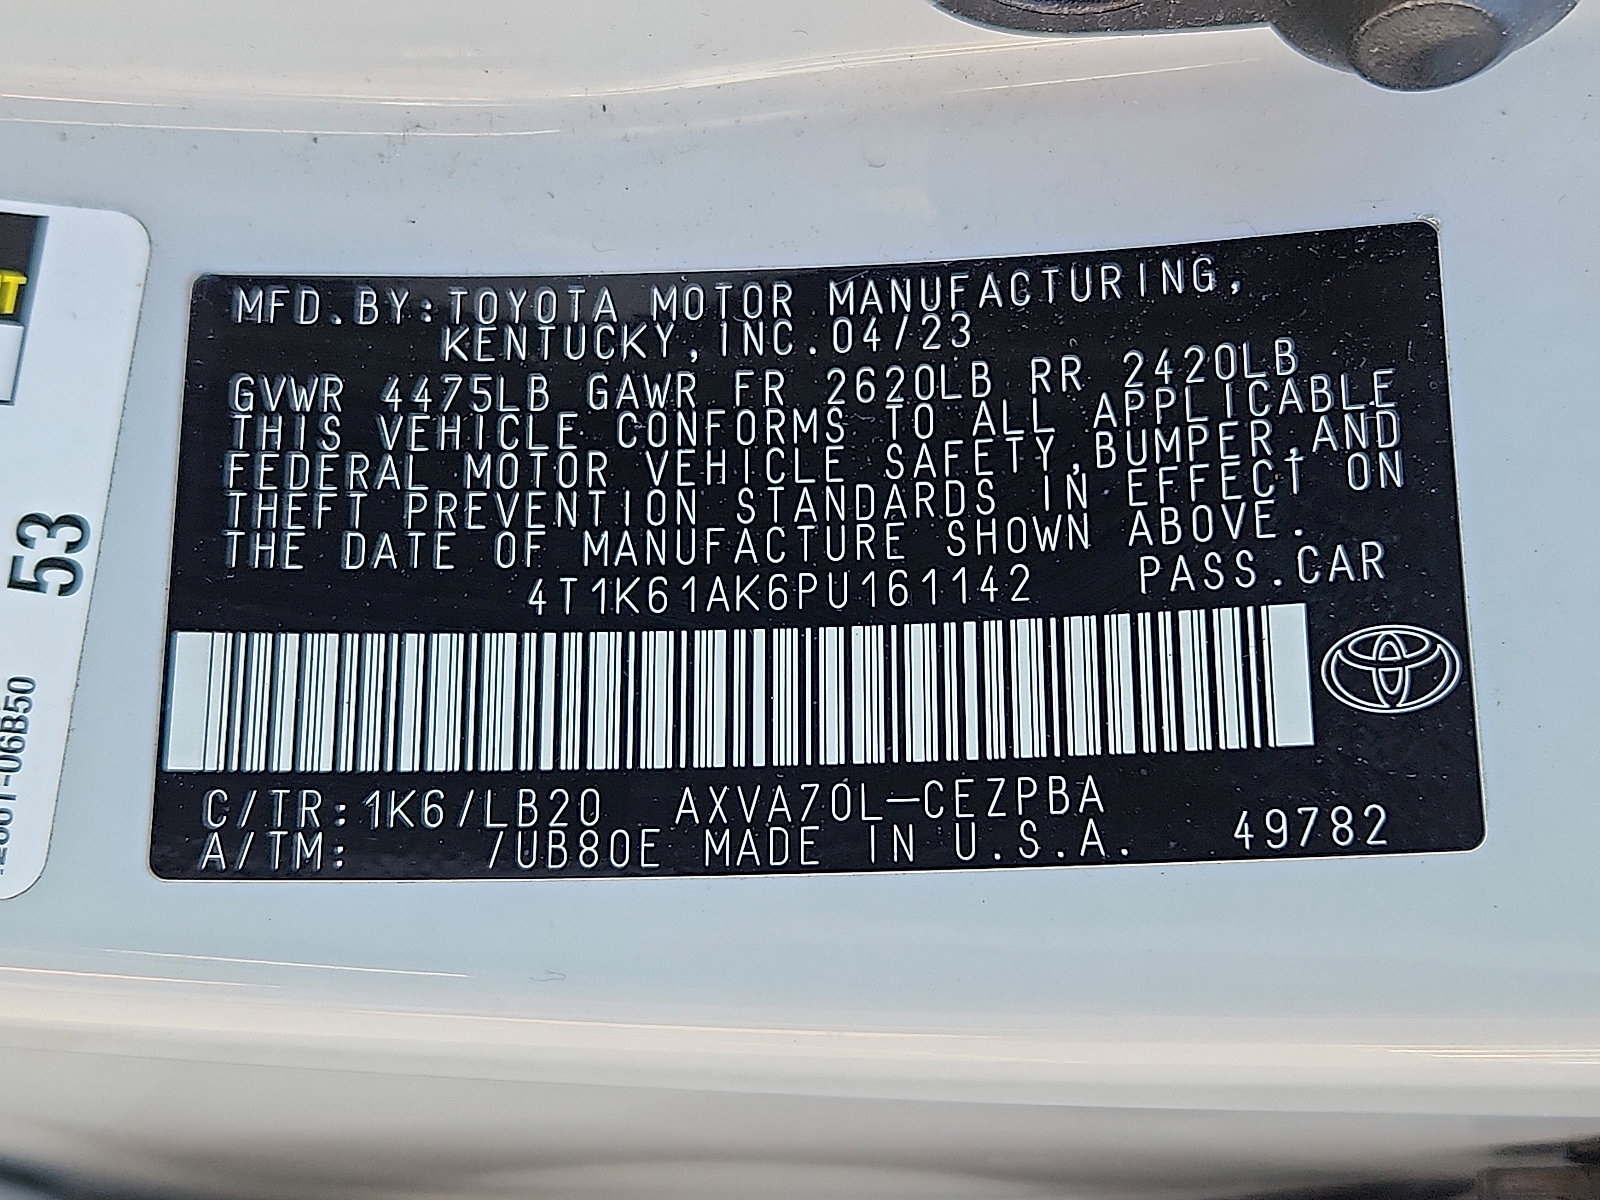 MFD.BY:TOYOTA MOTOR MANUFACTURING,
KENTUCKY,INC.04/23
GVWR 4475LB GAWR FR 2620LB RR 2420LB
THIS VEHICLE CONFORMS TO ALL APPLICABLE
FEDERAL MOTOR VEHICLE SAFETY,BUMPER,AND
THEFT PREVENTION STANDARDS IN EFFECT ON
THE DATE OF MANUFACTURE SHOWN ABOVE.
4T1K61AK6PU161142 PASS.CAR
C/TR:1K6/LB20 AXVA70L-CEZPBA
A/TM: /UB80E MADE IN U.S.A. 49782
53